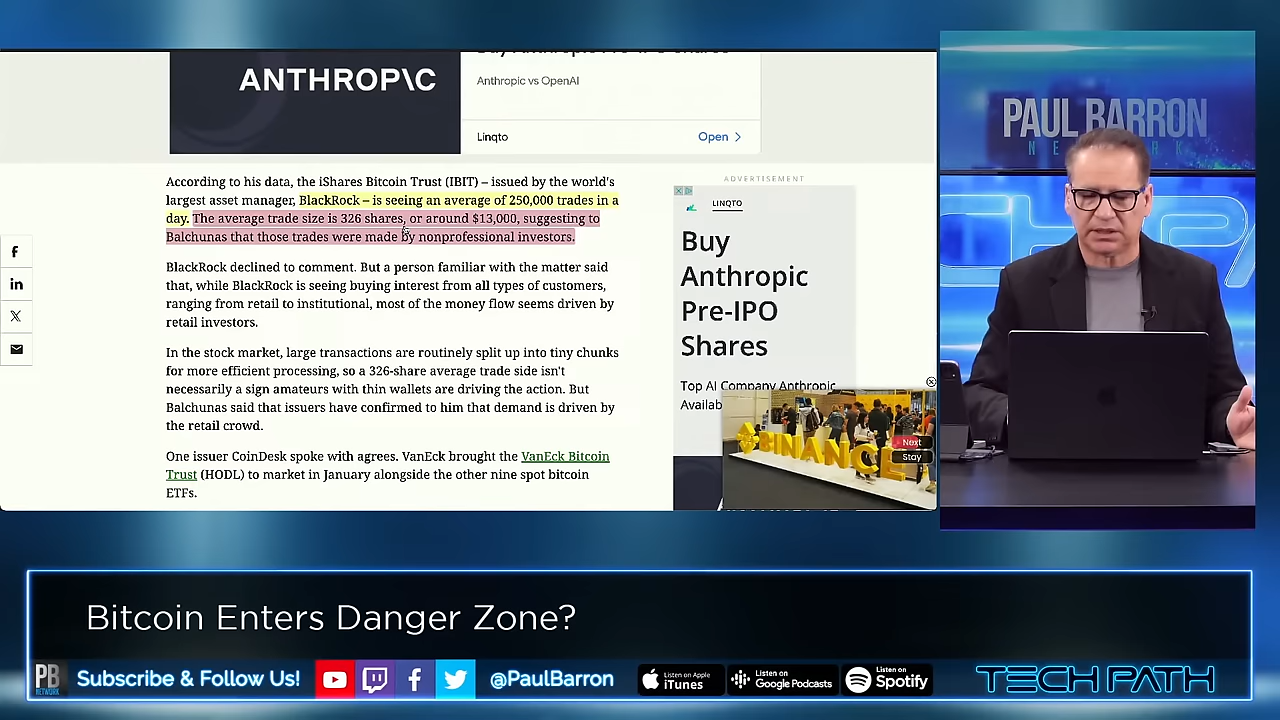 Buy Anthropic Pre-IPO Shares
ANTHROP\C
Anthropic vs OpenAI
Linqto
Open >
According to his data, the iShares Bitcoin Trust (IBIT) – issued by the world's
largest asset manager, BlackRock – is seeing an average of 250,000 trades in a
day. The average trade size is 326 shares, or around $13,000, suggesting to
Balchunas that those trades were made by nonprofessional investors.
BlackRock declined to comment. But a person familiar with the matter said
that, while BlackRock is seeing buying interest from all types of customers,
ranging from retail to institutional, most of the money flow seems driven by
retail investors.
In the stock market, large transactions are routinely split up into tiny chunks
for more efficient processing, so a 326-share average trade side isn't
necessarily a sign amateurs with thin wallets are driving the action. But
Balchunas said that issuers have confirmed to him that demand is driven by
the retail crowd.
One issuer CoinDesk spoke with agrees. VanEck brought the VanEck Bitcoin
Trust (HODL) to market in January alongside the other nine spot bitcoin
ETFs.
ADVERTISEMENT
LINQTO
Buy
Anthropic
Pre-IPO
Shares
Top AI Company Anthropic
Availab
BINANCE
Next
Stay
PAUL BARRON
NETWORK
Bitcoin Enters Danger Zone?
PB
NETWORK
Subscribe & Follow Us!
@PaulBarron
Listen on Apple
iTunes
Listen on
Google Podcasts
Listen on
Spotify
TECH PATH